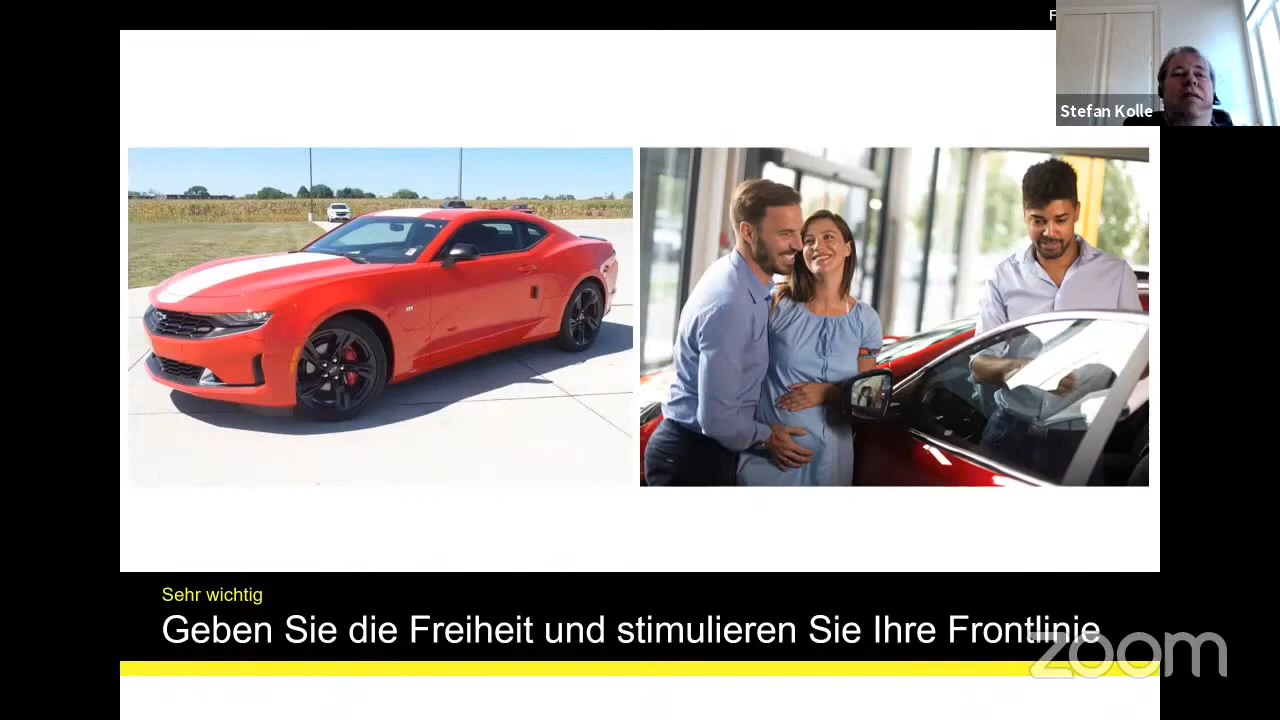 Stefan Kolle
Sehr wichtig
Geben Sie die Freiheit und stimulieren Sie Ihre Frontlinie
zoom